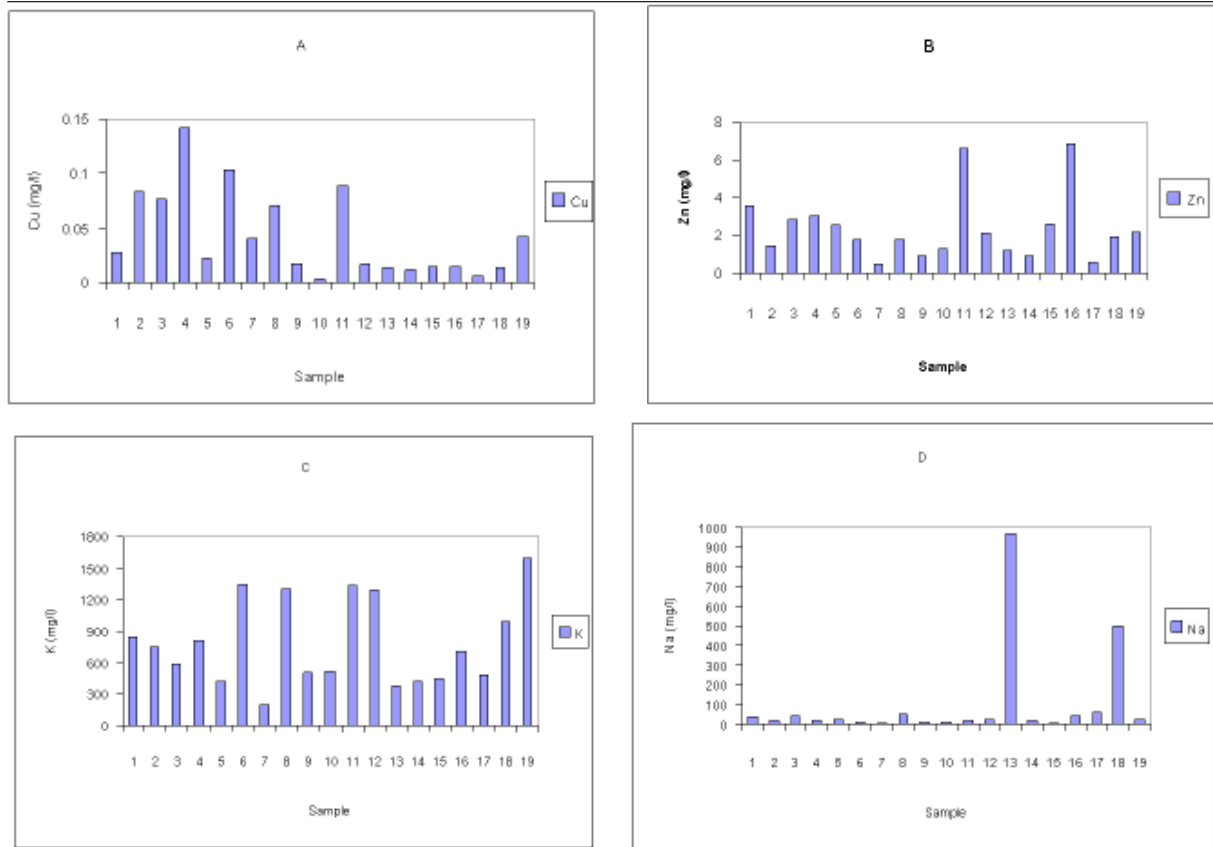 A
0.15
0.1
0.05
0
Cu (mg/l)
1 2 3 4 5 6 7 8 9 10 11 12 13 14 15 16 17 18 19
Sample
Cu
B
8
6
4
2
0
Zn (mg/l)
1 2 3 4 5 6 7 8 9 10 11 12 13 14 15 16 17 18 19
Sample
Zn
C
1800
1500
1200
900
600
300
0
K (mg/l)
1 2 3 4 5 6 7 8 9 10 11 12 13 14 15 16 17 18 19
Sample
K
D
1000
900
800
700
600
500
400
300
200
100
0
Na (mg/l)
1 2 3 4 5 6 7 8 9 10 11 12 13 14 15 16 17 18 19
Sample
Na